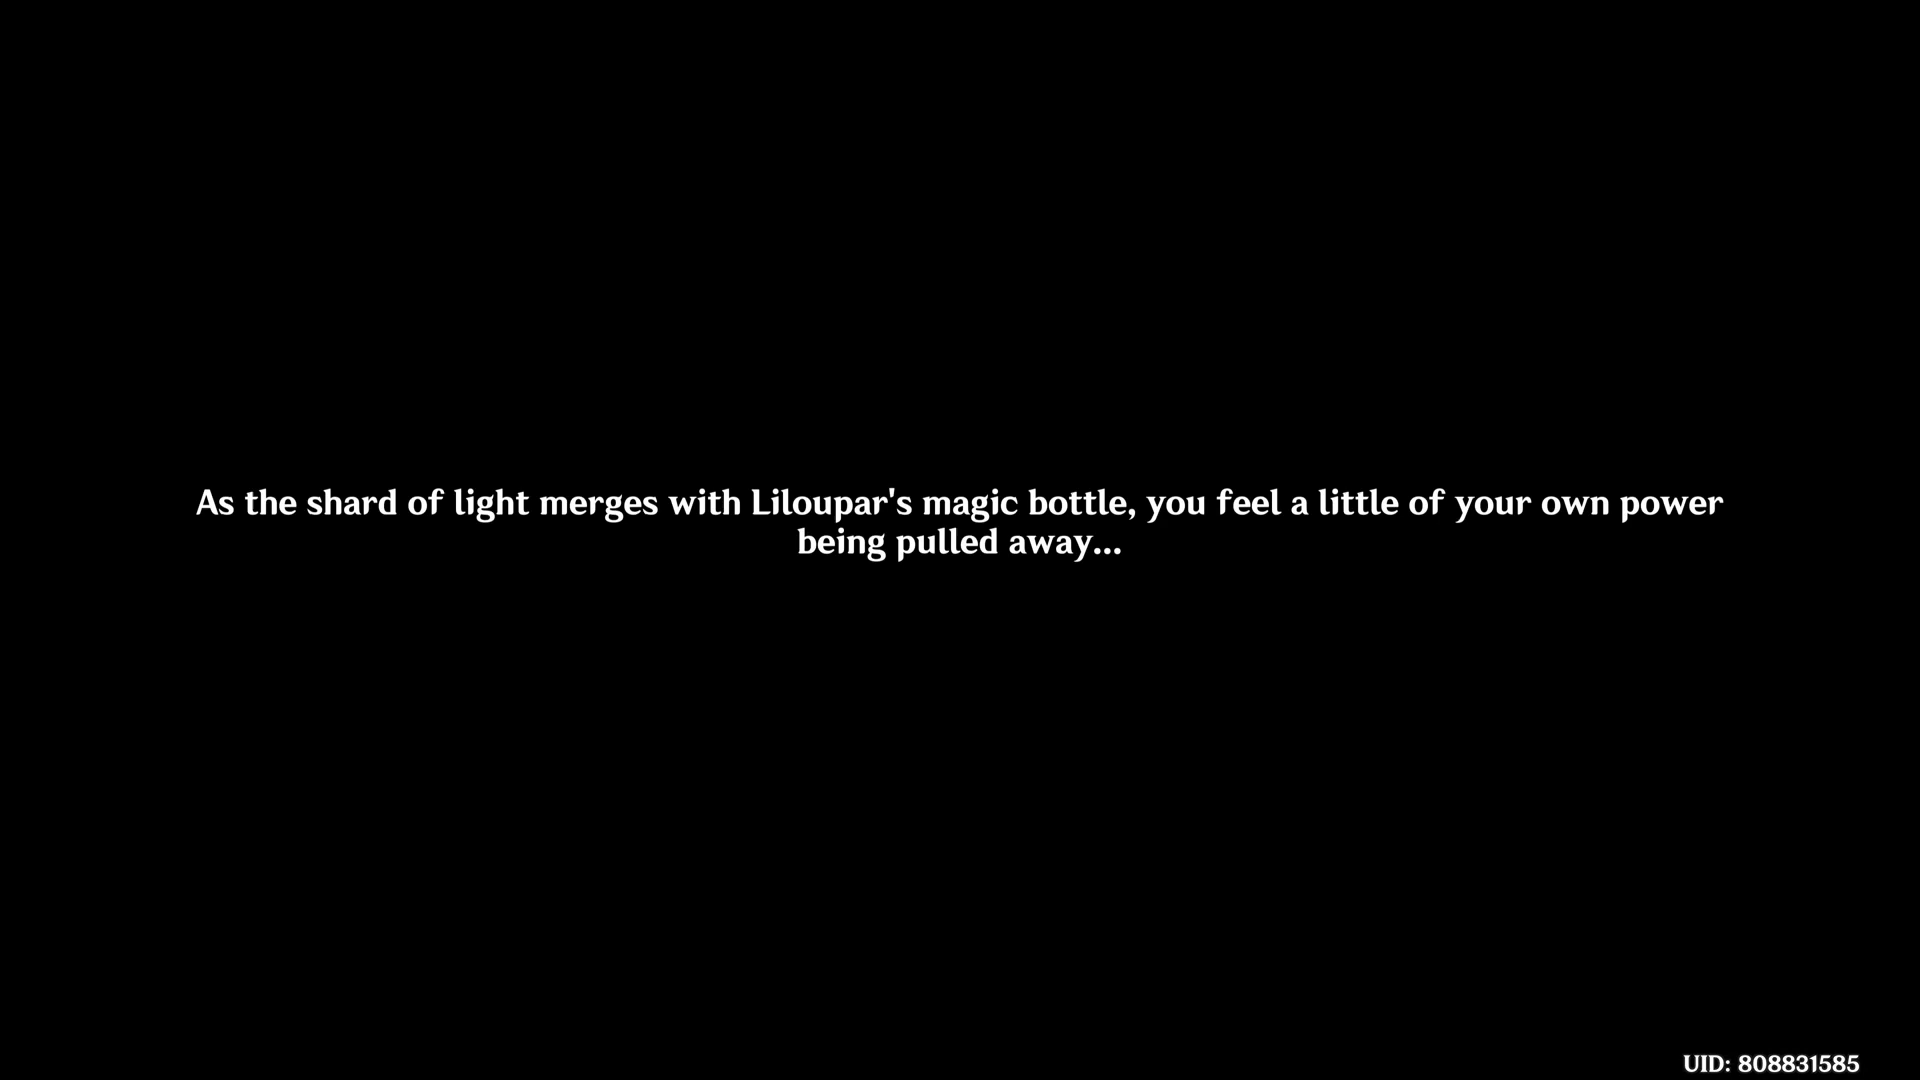 As the shard of light merges with Liloupar's magic bottle, you feel a little of your own power
being pulled away...
UID: 808831585